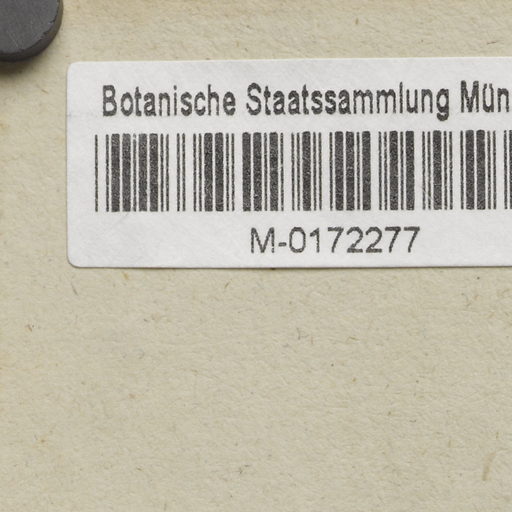 Botanische Staatssammlung Mün
M-0172277